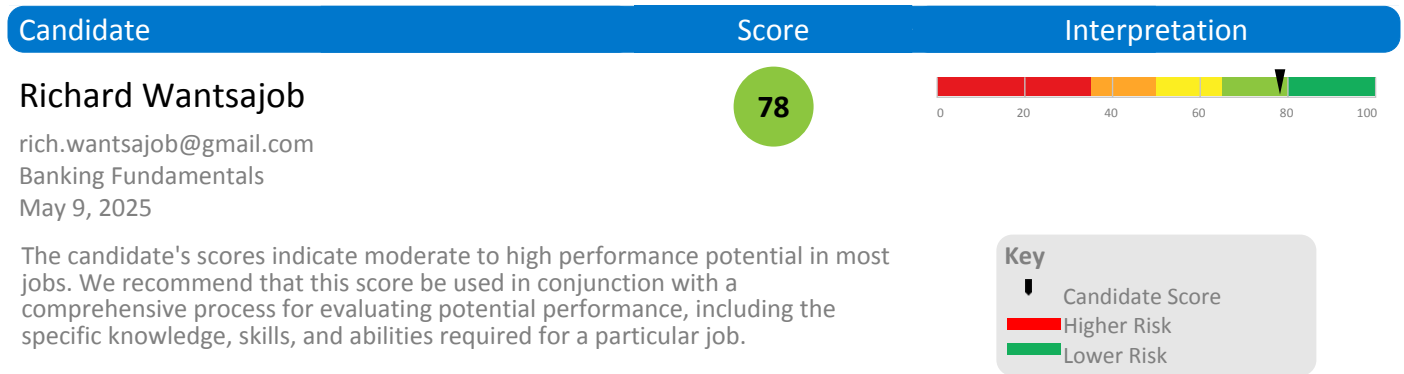 Candidate Score Interpretation
Richard Wantsajob
78
0 20 40 60 80 100
rich.wantsajob@gmail.com
Banking Fundamentals
May 9, 2025
The candidate's scores indicate moderate to high performance potential in most
jobs. We recommend that this score be used in conjunction with a
comprehensive process for evaluating potential performance, including the
specific knowledge, skills, and abilities required for a particular job.
Key
Candidate Score
Higher Risk
Lower Risk